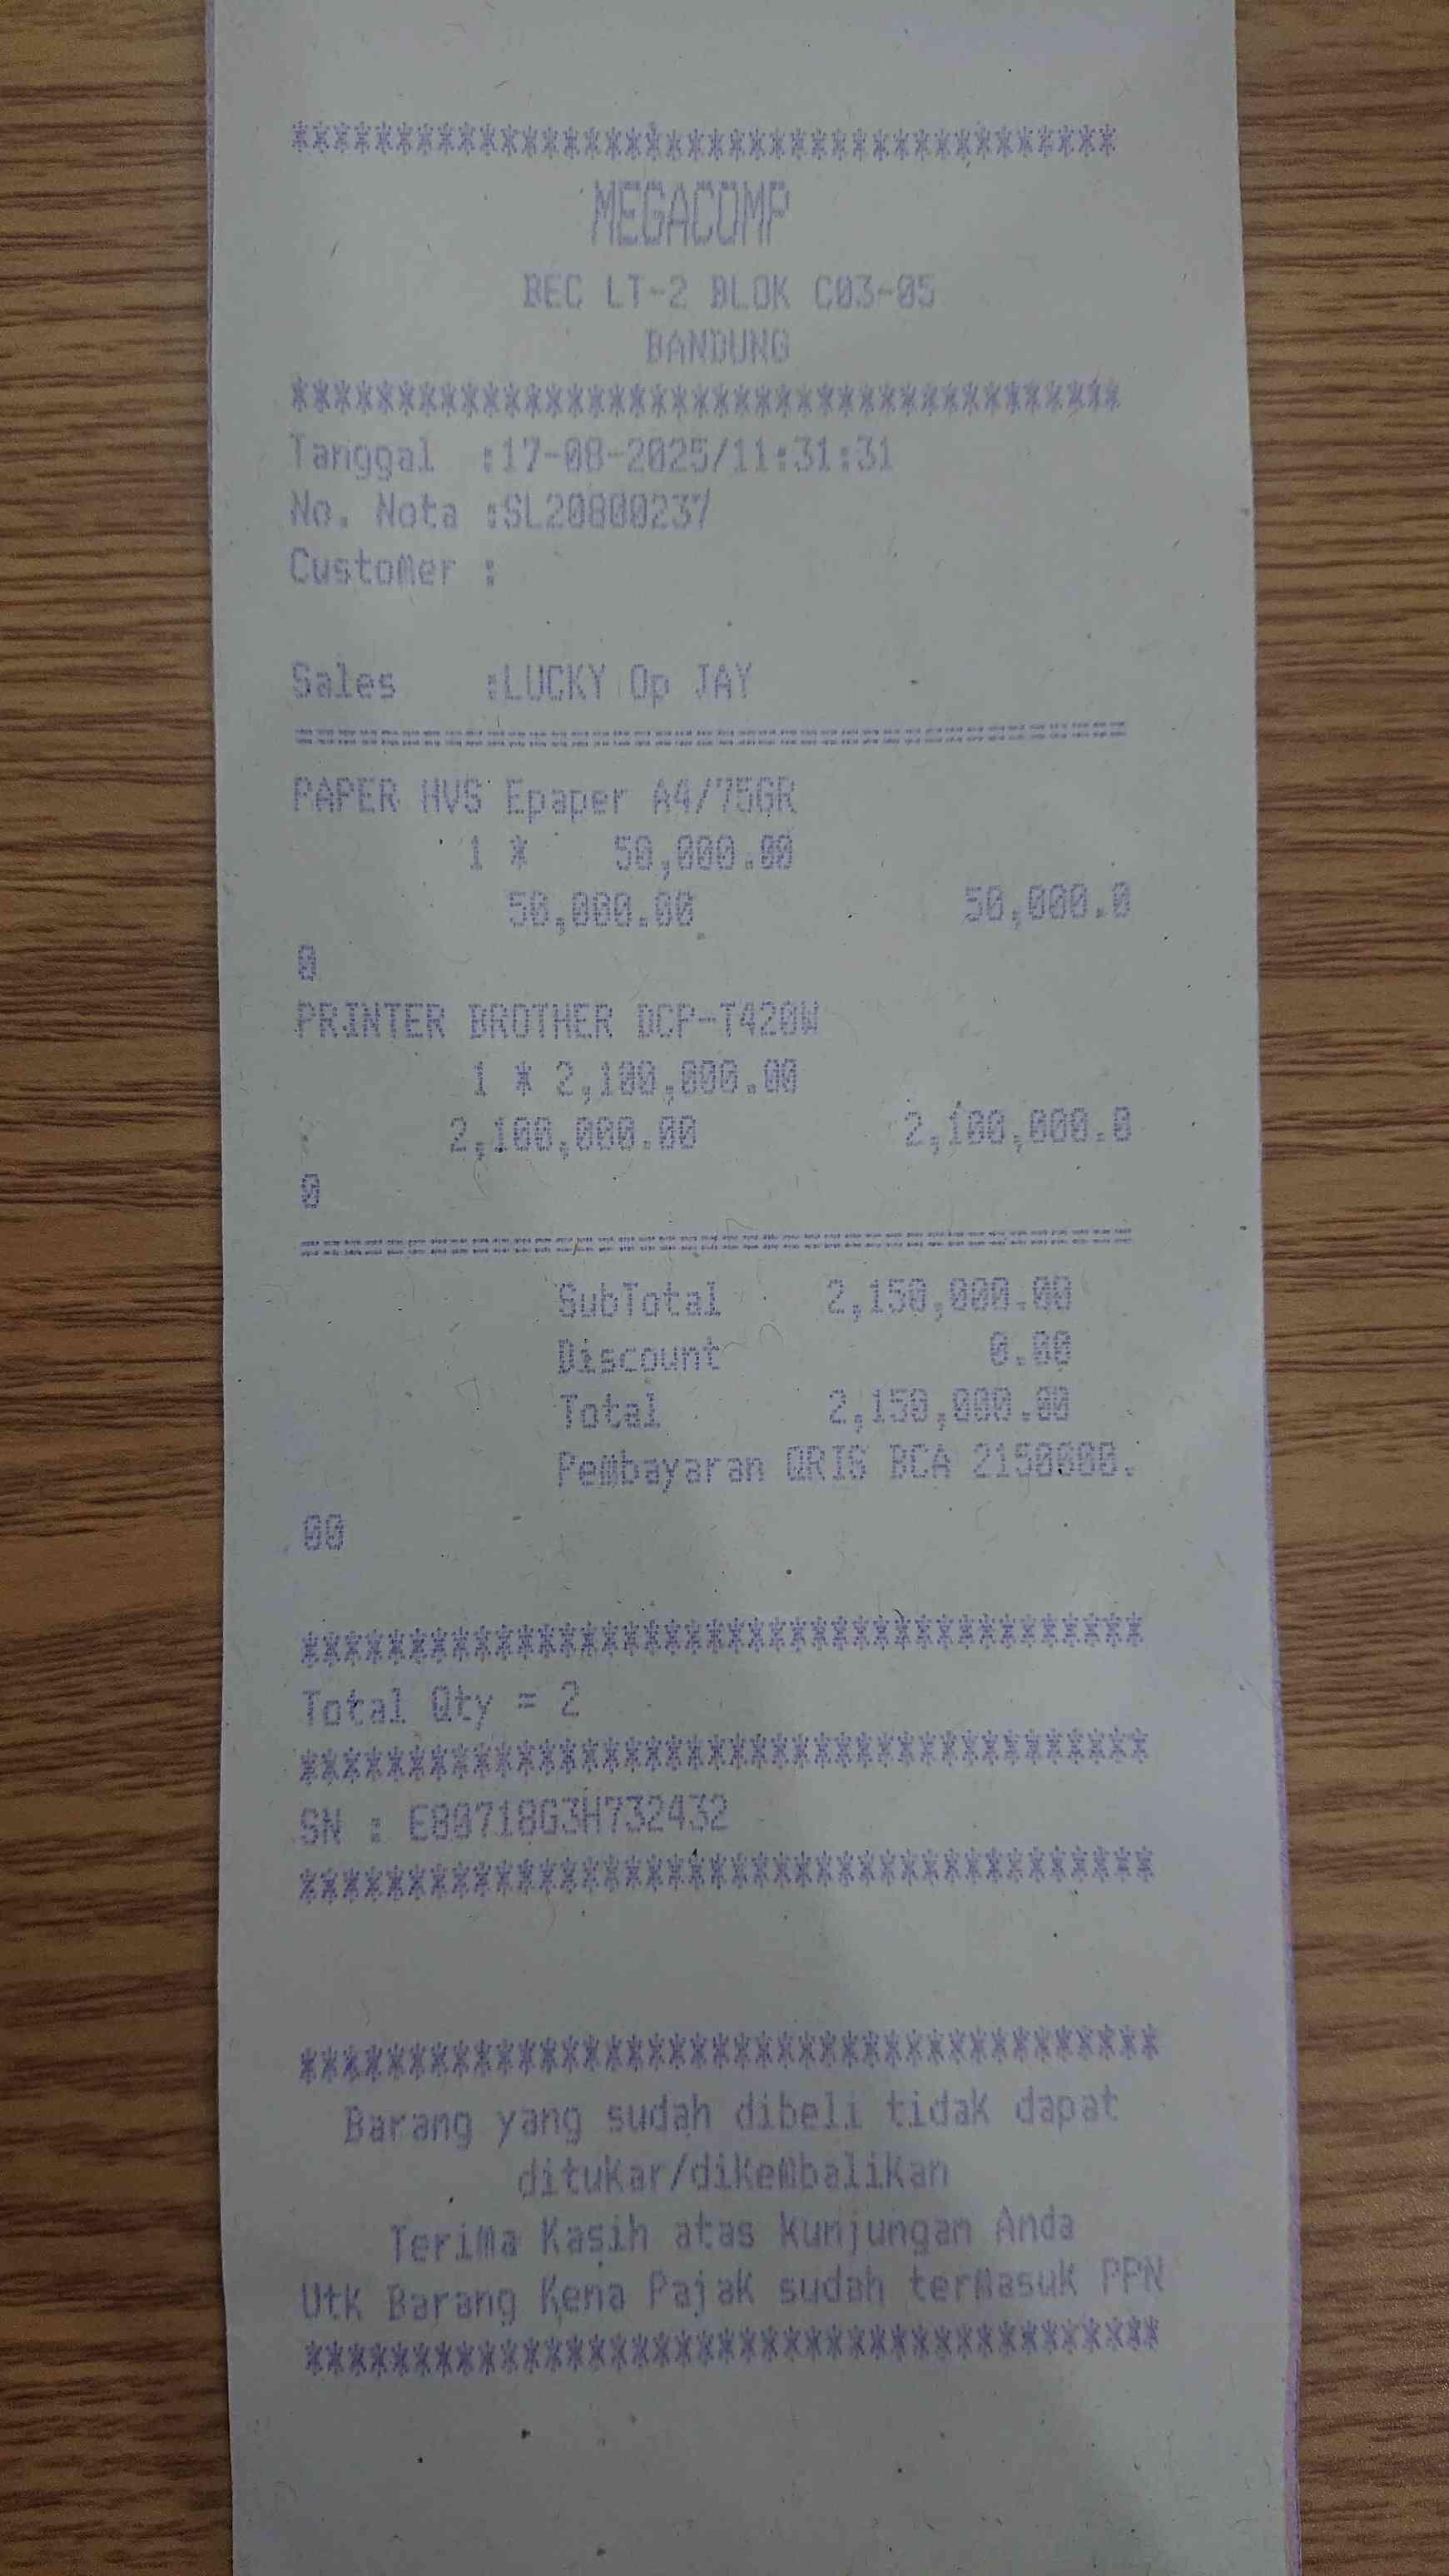 ***************************************
MEGACOMP
BEC LT-2 BLOK C03-05
BANDUNG
***************************************
Tanggal :17-08-2025/11:31:31
No. Nota :SL20800237
Customer :
Sales :LUCKY Op JAY
=======================================
PAPER HVS Epaper A4/75GR
1 * 50,000.00
50,000.00 50,000.0
0
PRINTER BROTHER DCP-T420W
1 * 2,100,000.00
2,100,000.00 2,100,000.0
0
=======================================
SubTotal 2,150,000.00
Discount 0.00
Total 2,150,000.00
Pembayaran QRIS BCA 2150000.
00
***************************************
Total Qty = 2
***************************************
SN : E80718G3H732432
***************************************
***************************************
Barang yang sudah dibeli tidak dapat
ditukar/dikembalikan
Terima Kasih atas kunjungan Anda
Utk Barang Kena Pajak sudah termasuk PPN
***************************************